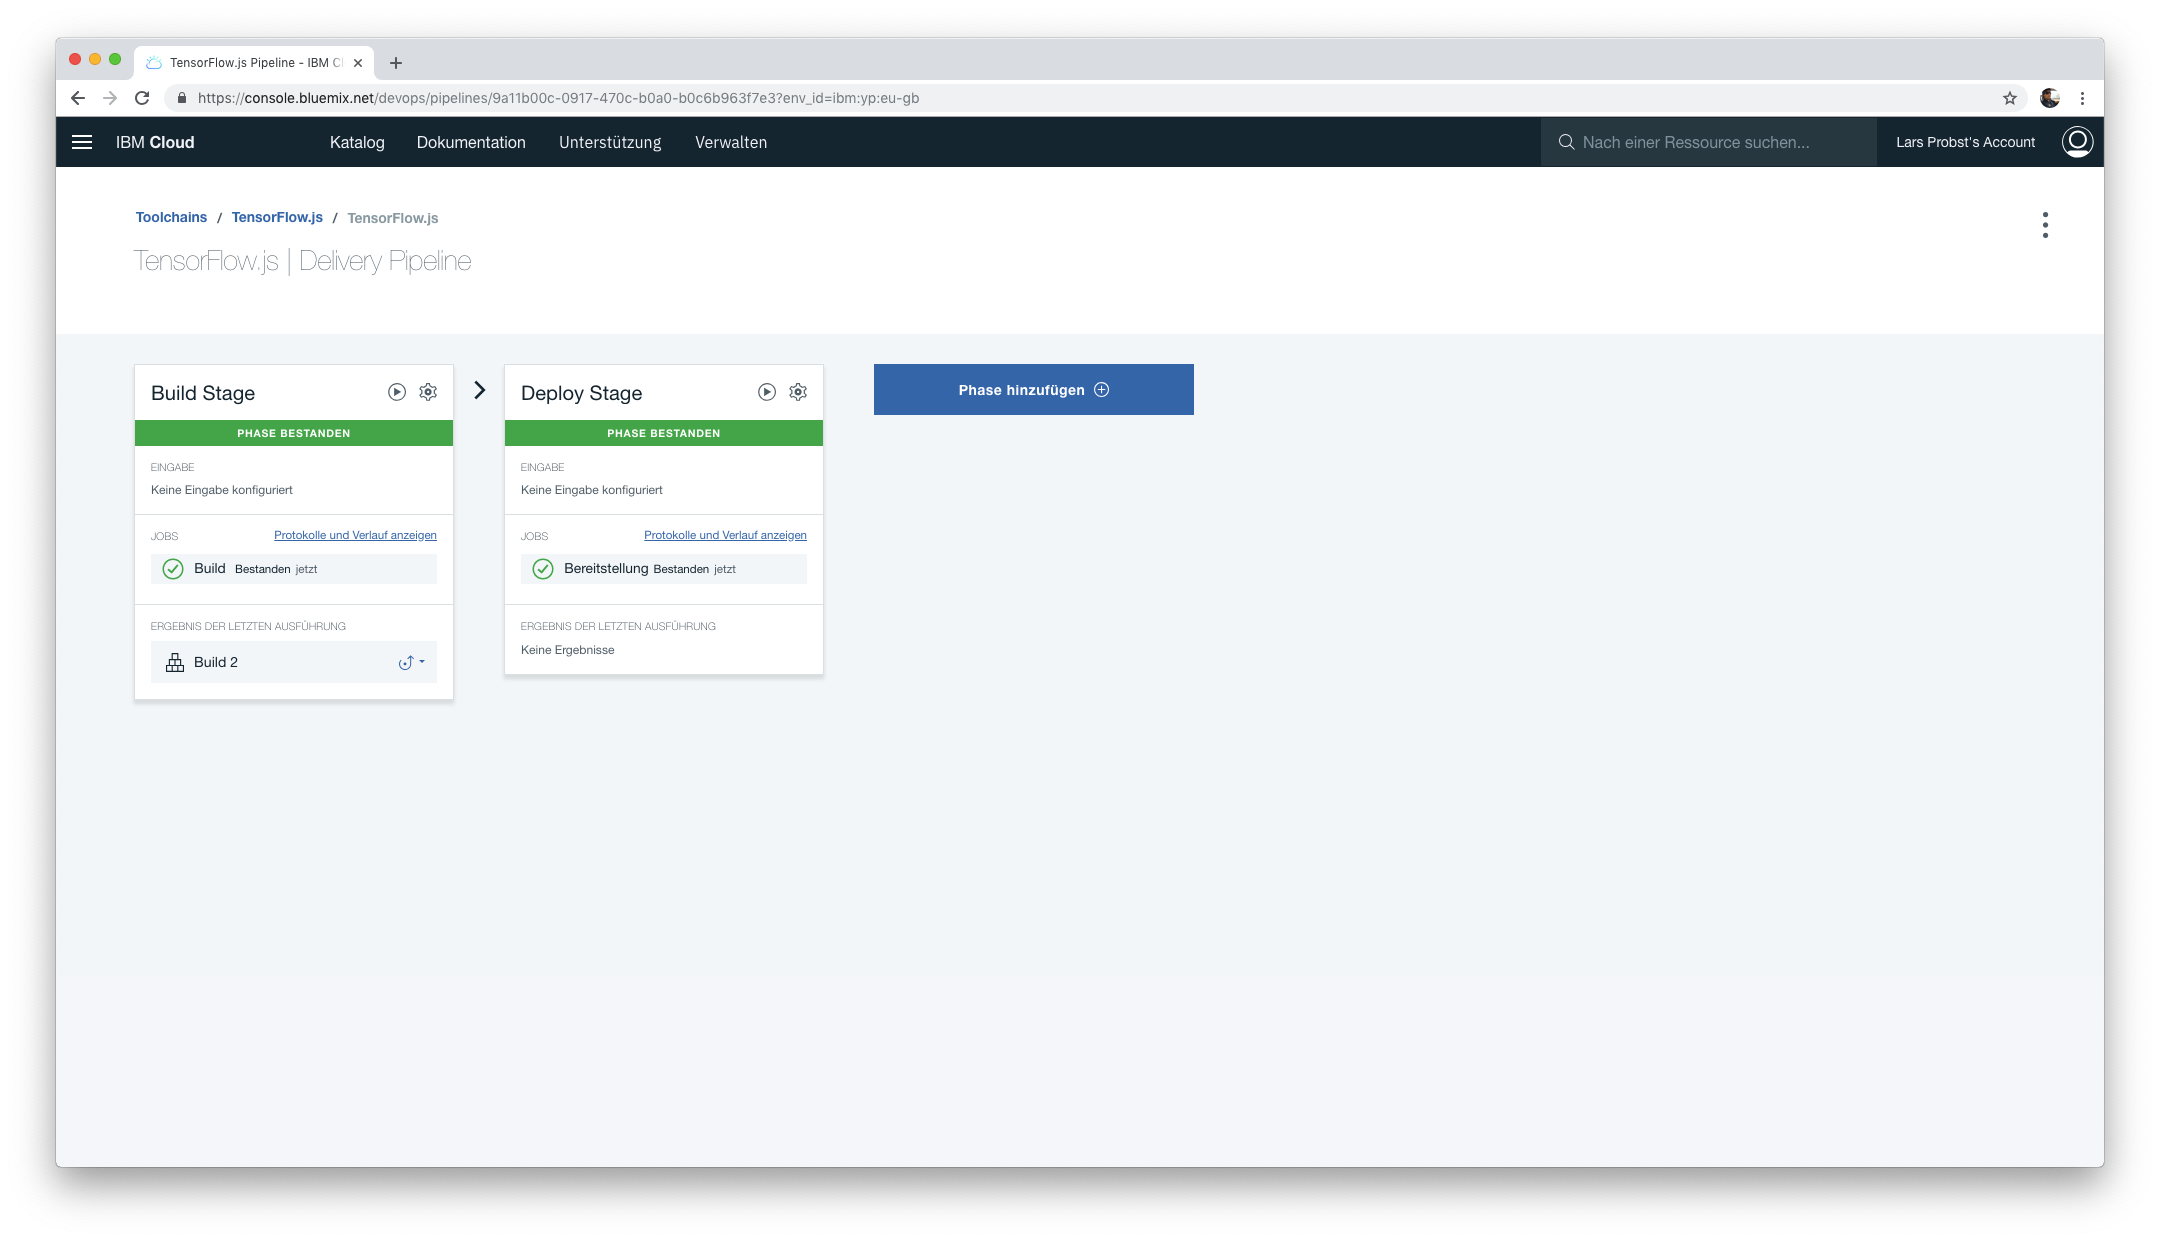 TensorFlow.js Pipeline - IBM Cl
https://console.bluemix.net/devops/pipelines/9a11b00c-0917-470c-b0a0-b0c6b963f7e3?env_id=ibm:yp:eu-gb
IBM Cloud Katalog Dokumentation Unterstützung Verwalten Nach einer Ressource suchen... Lars Probst's Account
Toolchains / TensorFlow.js / TensorFlow.js
TensorFlow.js | Delivery Pipeline
Build Stage
PHASE BESTANDEN
EINGABE
Keine Eingabe konfiguriert
JOBS Protokolle und Verlauf anzeigen
Build Bestanden jetzt
ERGEBNIS DER LETZTEN AUSFÜHRUNG
Build 2
Deploy Stage
PHASE BESTANDEN
EINGABE
Keine Eingabe konfiguriert
JOBS Protokolle und Verlauf anzeigen
Bereitstellung Bestanden jetzt
ERGEBNIS DER LETZTEN AUSFÜHRUNG
Keine Ergebnisse
Phase hinzufügen